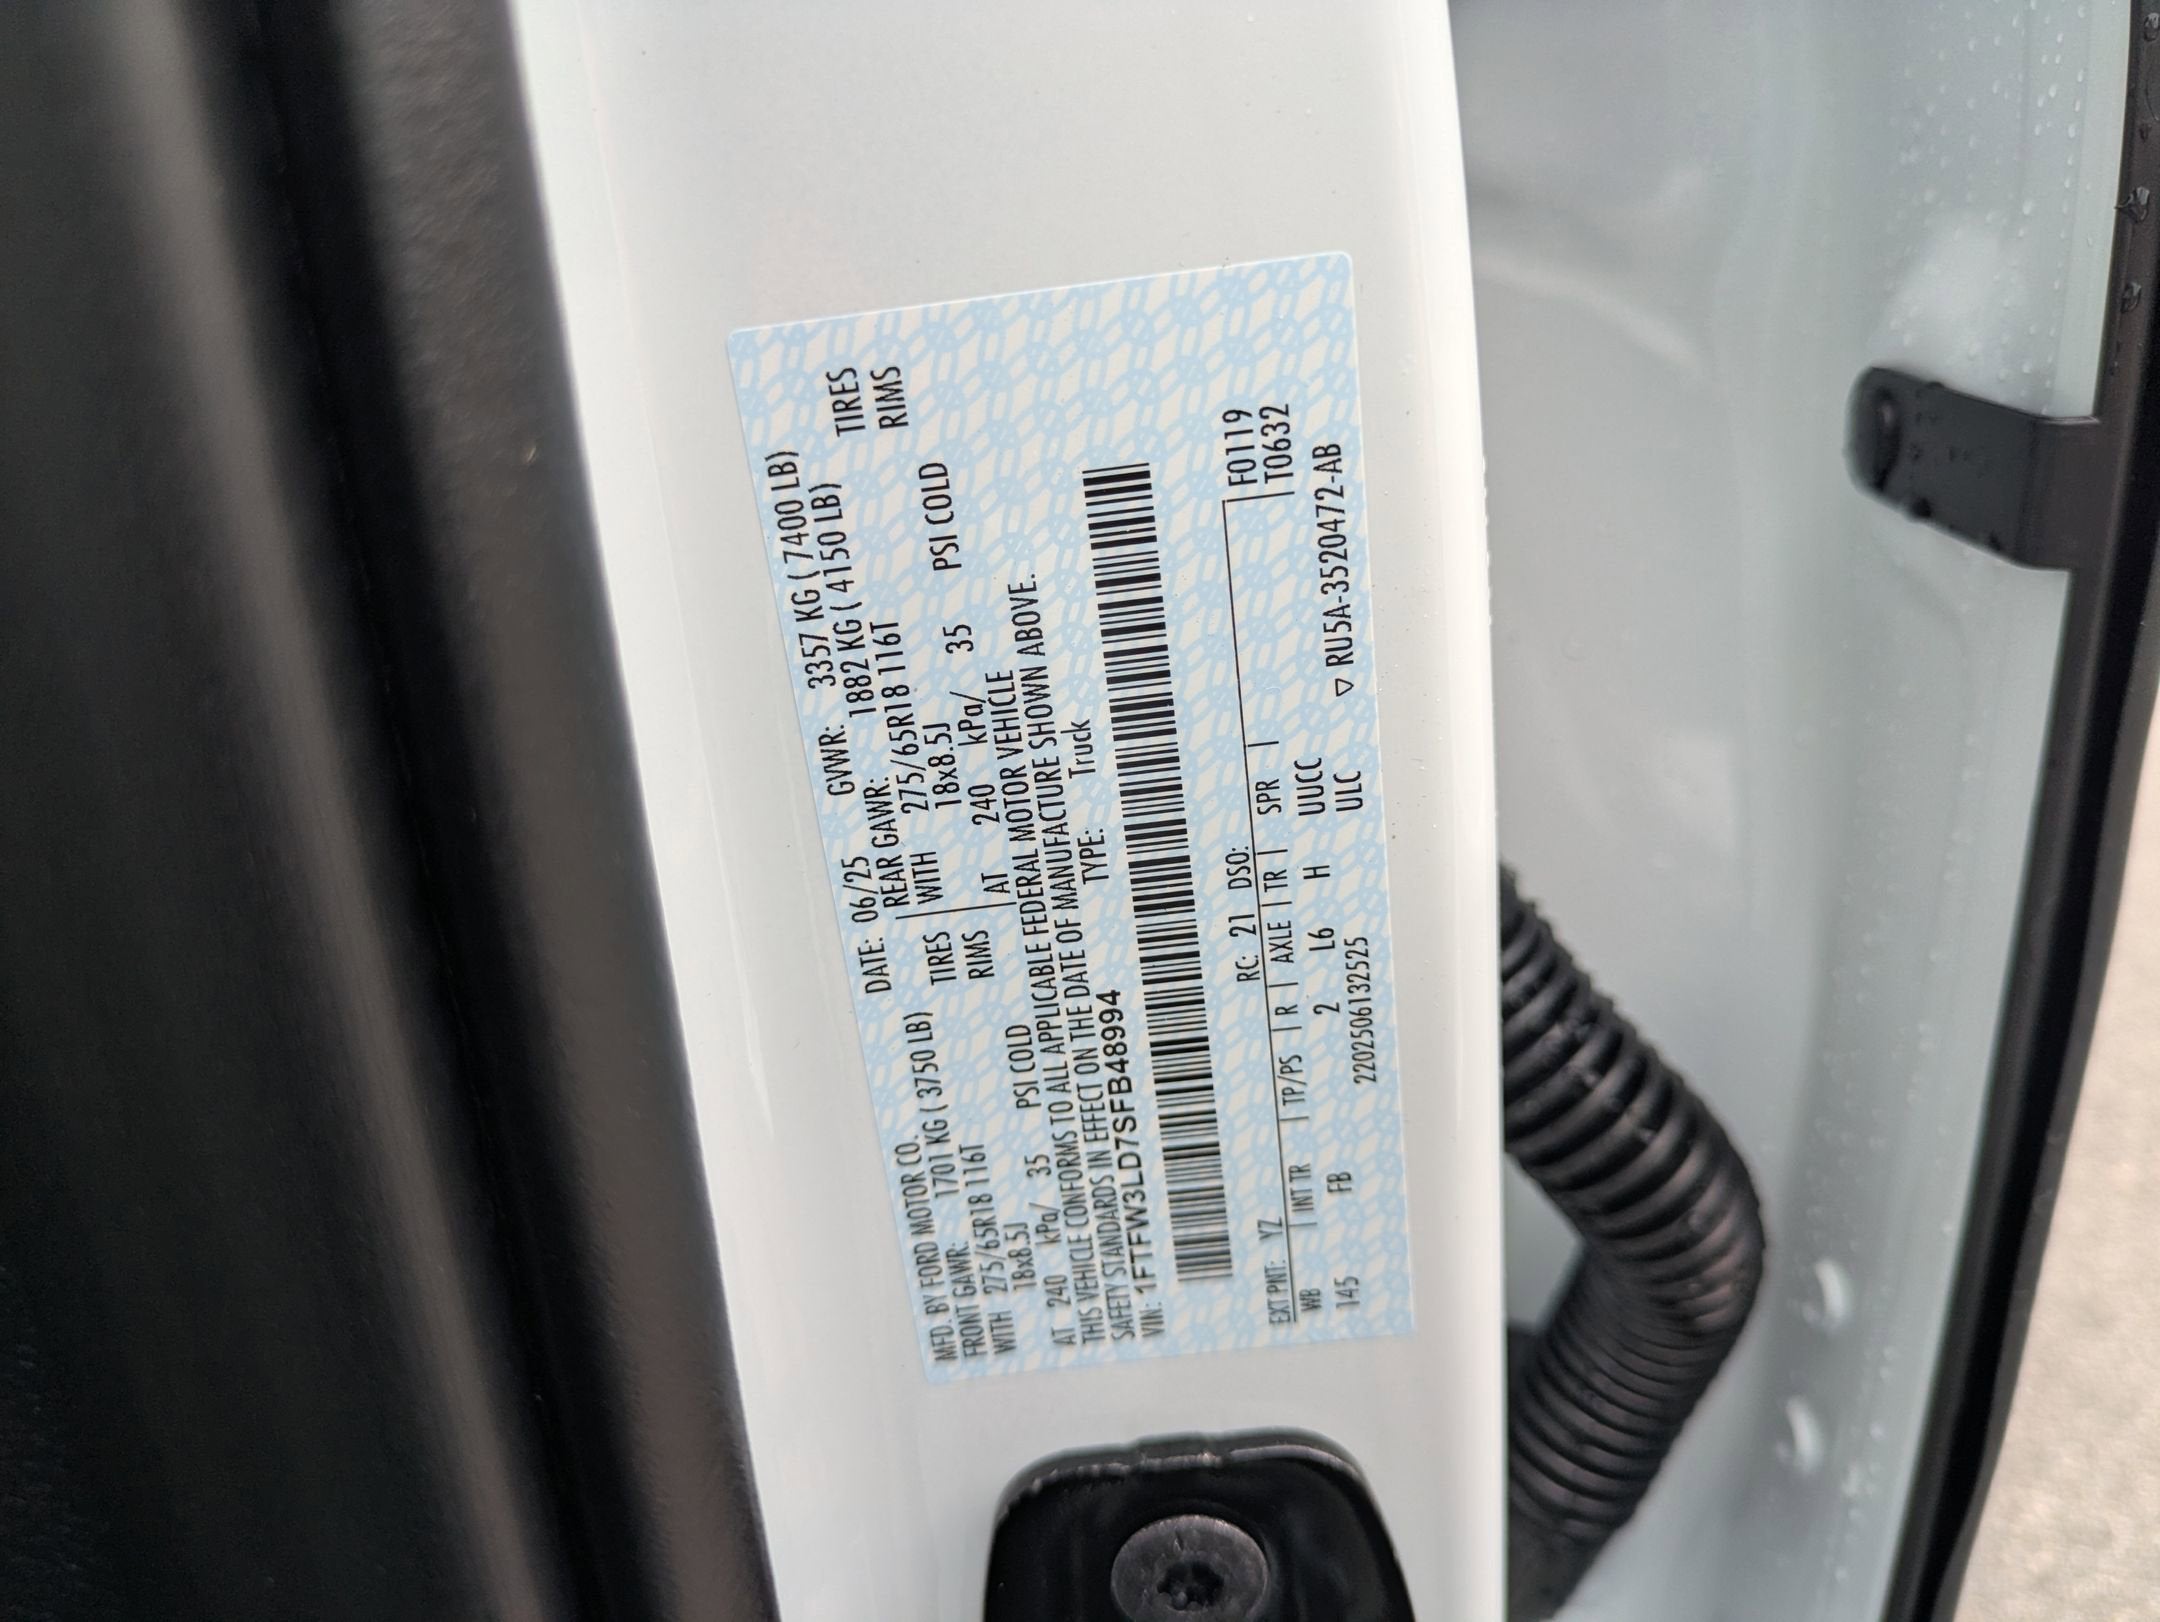 MFD. BY FORD MOTOR CO. DATE: 06/25 GVWR: 3357 KG ( 7400 LB)
FRONT GAWR: 1701 KG ( 3750 LB) REAR GAWR: 1882 KG ( 4150 LB)
WITH 275/65R18 116T TIRES WITH 275/65R18 116T TIRES
18x8.5J RIMS 18x8.5J RIMS
AT 240 kPa/ 35 PSI COLD AT 240 kPa/ 35 PSI COLD
THIS VEHICLE CONFORMS TO ALL APPLICABLE FEDERAL MOTOR VEHICLE
SAFETY STANDARDS IN EFFECT ON THE DATE OF MANUFACTURE SHOWN ABOVE.
VIN: 1FTFW3LD7SFB48994 TYPE: Truck
EXT PNT: YZ RC: 21 DSO: F0119
WB | INT TR | TP/PS | R | AXLE | TR | SPR | T0632
145 FB 2 L6 H UUCC
2202506132525 ULC ▽ RU5A-3520472-AB